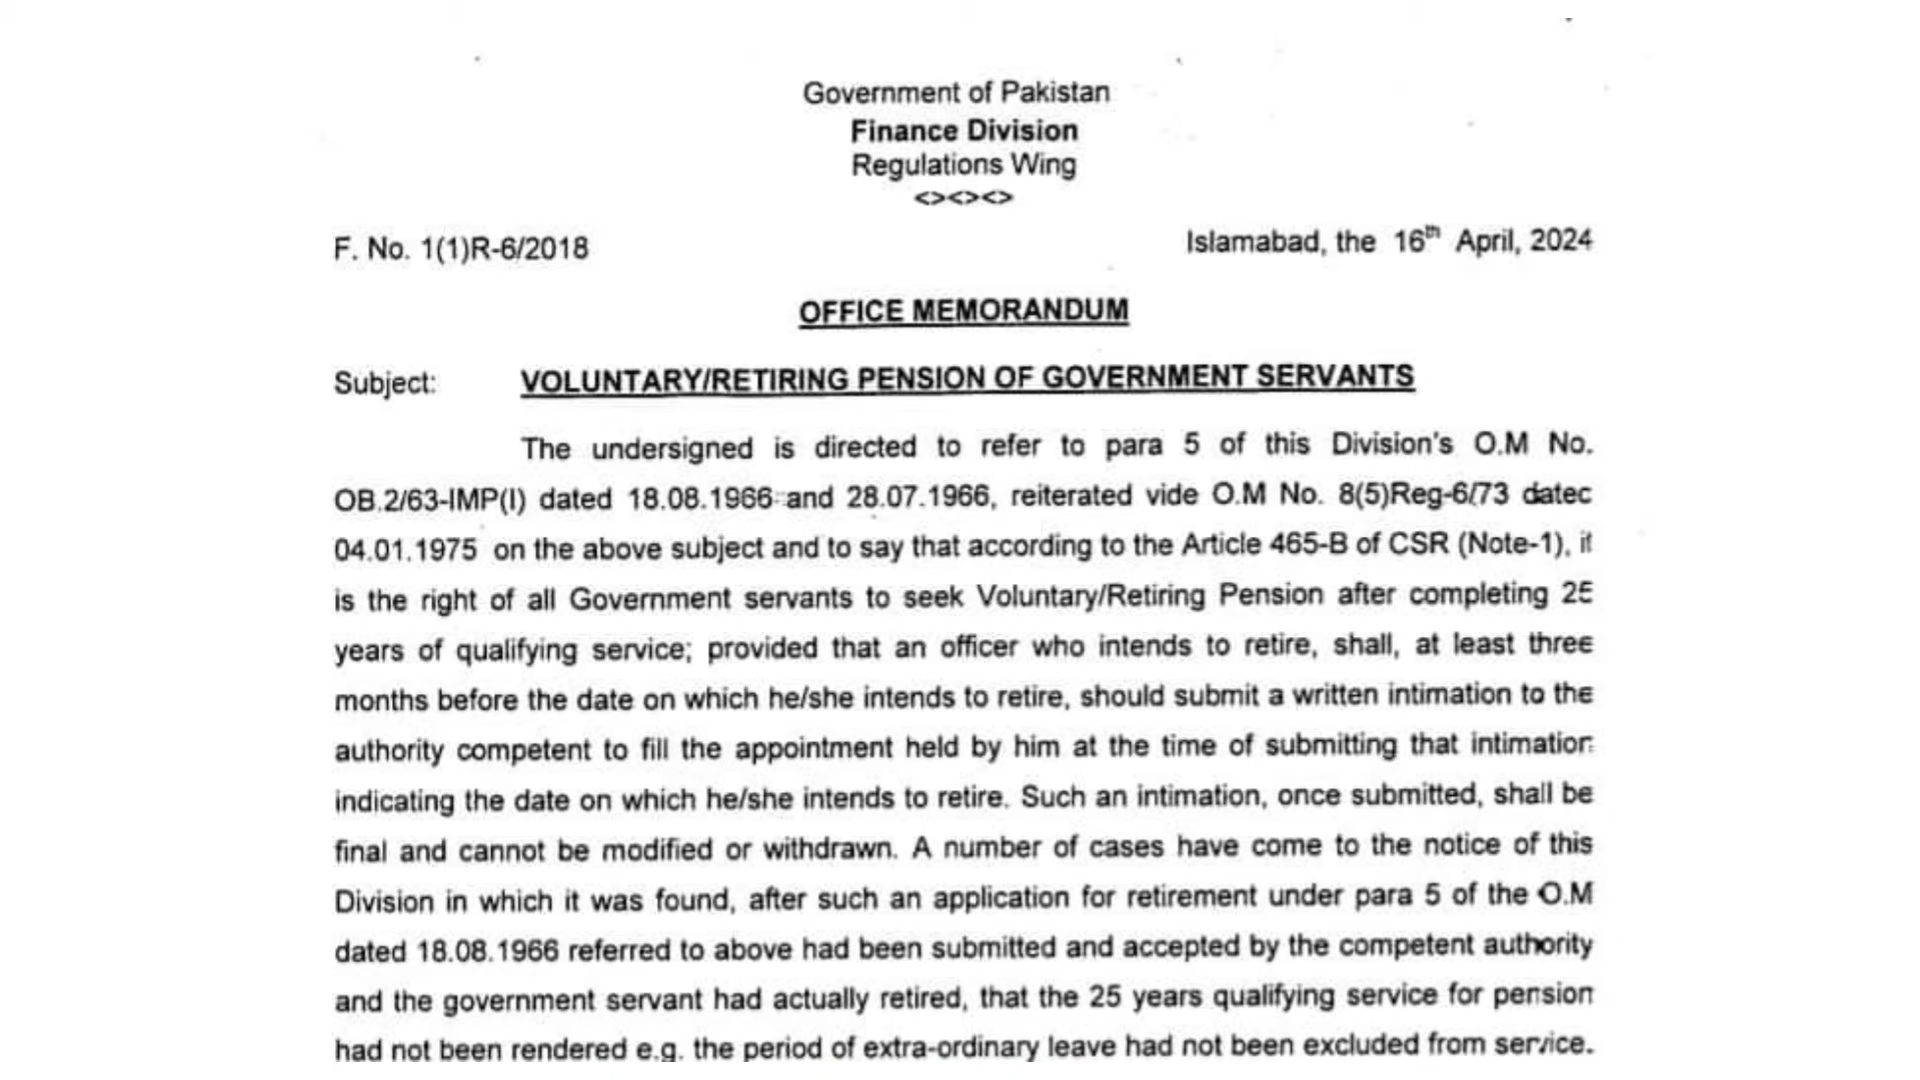 Government of Pakistan
Finance Division
Regulations Wing
<><><>
F. No. 1(1)R-6/2018
Islamabad, the 16th April, 2024
OFFICE MEMORANDUM
Subject: VOLUNTARY/RETIRING PENSION OF GOVERNMENT SERVANTS
The undersigned is directed to refer to para 5 of this Division's O.M No.
OB.2/63-IMP(I) dated 18.08.1966 and 28.07.1966, reiterated vide O.M No. 8(5)Reg-6/73 dated
04.01.1975 on the above subject and to say that according to the Article 465-B of CSR (Note-1), it
is the right of all Government servants to seek Voluntary/Retiring Pension after completing 25
years of qualifying service; provided that an officer who intends to retire, shall, at least three
months before the date on which he/she intends to retire, should submit a written intimation to the
authority competent to fill the appointment held by him at the time of submitting that intimation
indicating the date on which he/she intends to retire. Such an intimation, once submitted, shall be
final and cannot be modified or withdrawn. A number of cases have come to the notice of this
Division in which it was found, after such an application for retirement under para 5 of the O.M
dated 18.08.1966 referred to above had been submitted and accepted by the competent authority
and the government servant had actually retired, that the 25 years qualifying service for pension
had not been rendered e.g. the period of extra-ordinary leave had not been excluded from service.